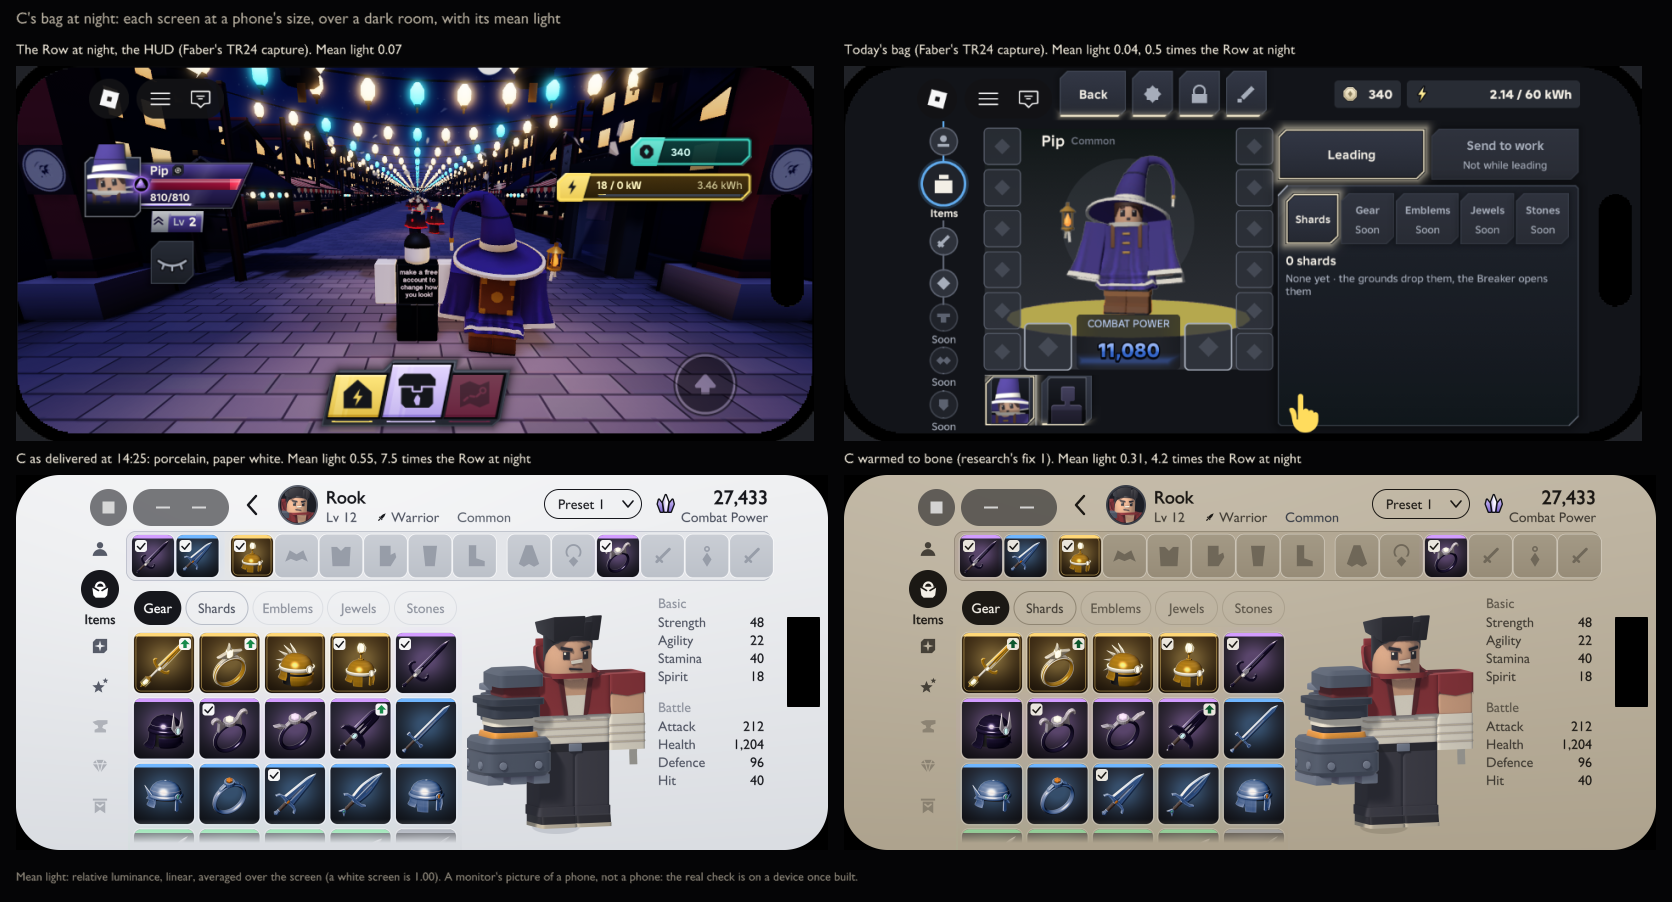 C's bag at night: each screen at a phone's size, over a dark room, with its mean light
The Row at night, the HUD (Faber's TR24 capture). Mean light 0.07
Pip
810/810
Lv 2
340
18 / 0 kW
3.46 kWh
make a free
account to
change how
you look!
Today's bag (Faber's TR24 capture). Mean light 0.04, 0.5 times the Row at night
Back
340
2.14 / 60 kWh
Items
Soon
Soon
Soon
Pip Common
COMBAT POWER
11,080
Leading
Send to work
Not while leading
Shards
Gear
Soon
Emblems
Soon
Jewels
Soon
Stones
Soon
0 shards
None yet · the grounds drop them, the Breaker opens
them
C as delivered at 14:25: porcelain, paper white. Mean light 0.55, 7.5 times the Row at night
Rook
Lv 12 Warrior Common
Preset 1
27,433
Combat Power
Items
Gear Shards Emblems Jewels Stones
Basic
Strength 48
Agility 22
Stamina 40
Spirit 18
Battle
Attack 212
Health 1,204
Defence 96
Hit 40
C warmed to bone (research's fix 1). Mean light 0.31, 4.2 times the Row at night
Rook
Lv 12 Warrior Common
Preset 1
27,433
Combat Power
Items
Gear Shards Emblems Jewels Stones
Basic
Strength 48
Agility 22
Stamina 40
Spirit 18
Battle
Attack 212
Health 1,204
Defence 96
Hit 40
Mean light: relative luminance, linear, averaged over the screen (a white screen is 1.00). A monitor's picture of a phone, not a phone: the real check is on a device once built.